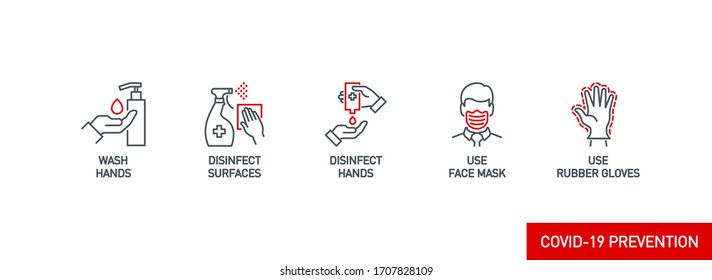 WASH
HANDS
DISINFECT
SURFACES
DISINFECT
HANDS
USE
FACE MASK
USE
RUBBER GLOVES
COVID-19 PREVENTION
shutterstock.com · 1707828109